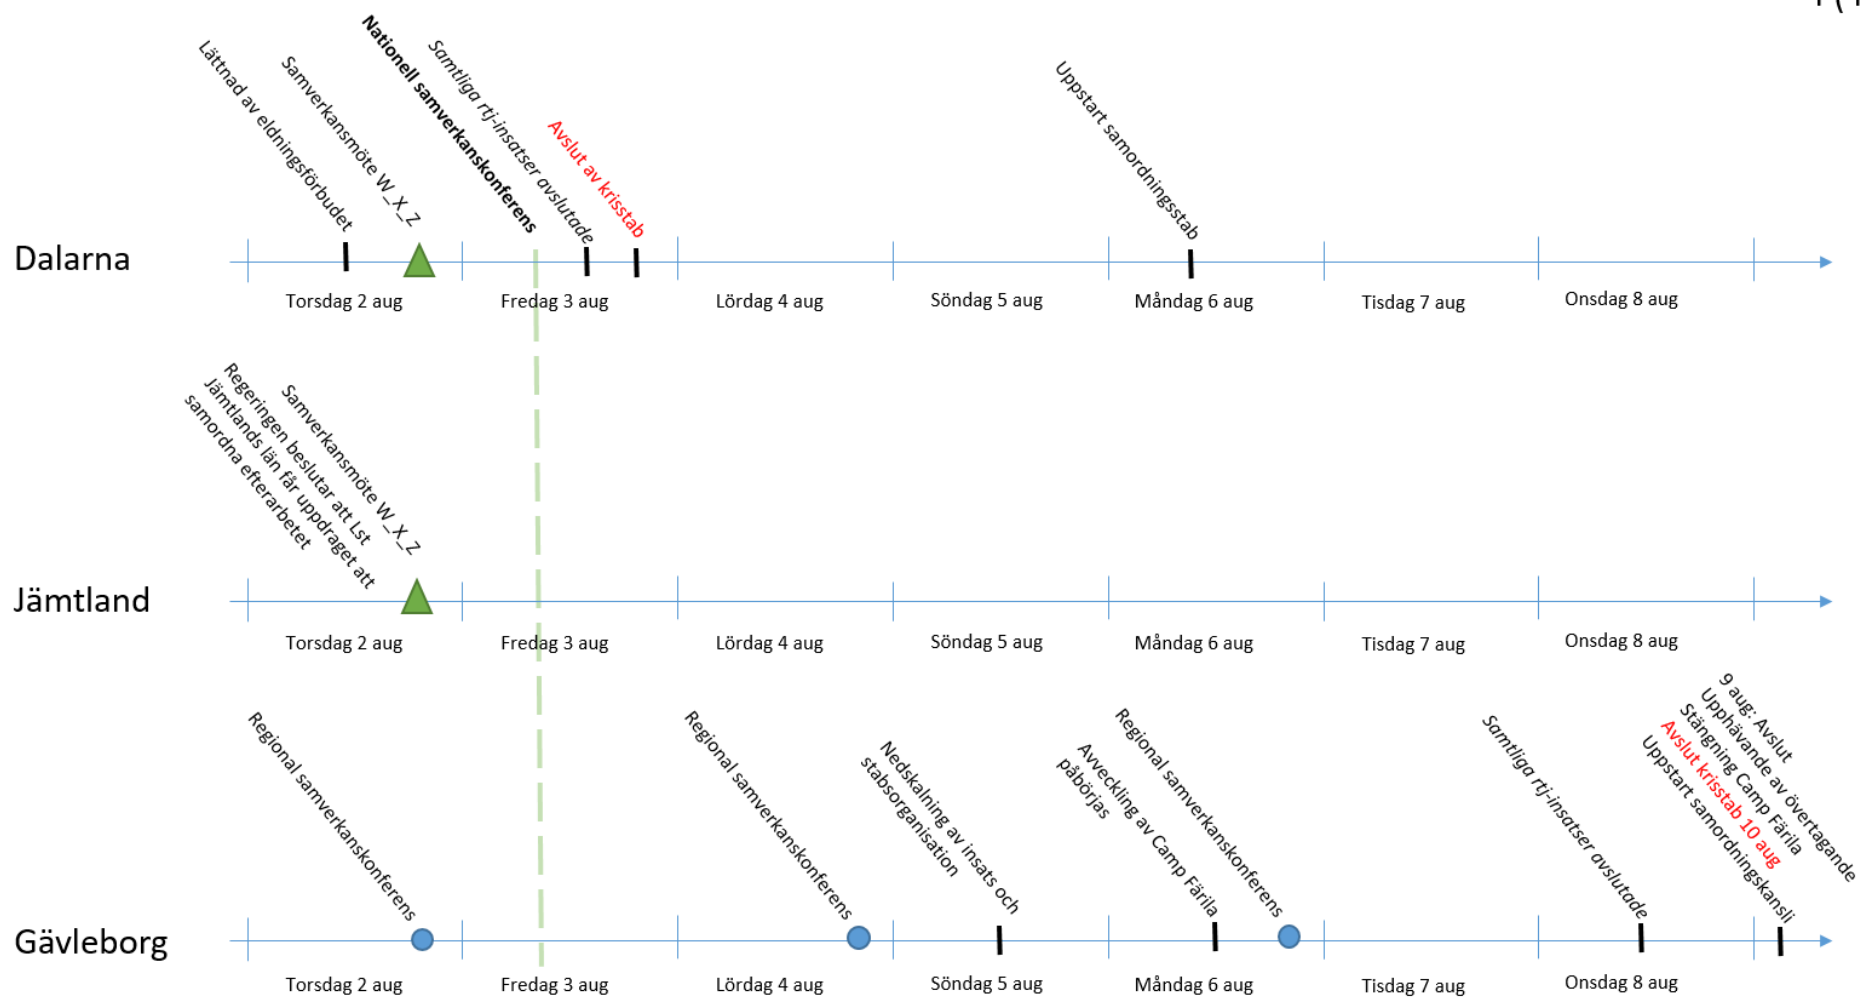 Lättnad av eldningsförbudet
Samverkansmöte W_X_Z
Nationell samverkanskonferens
Samtliga rtj-insatser avslutade
Avslut av krisstab
Uppstart samordningsstab
Dalarna
Torsdag 2 aug
Fredag 3 aug
Lördag 4 aug
Söndag 5 aug
Måndag 6 aug
Tisdag 7 aug
Onsdag 8 aug
Regeringen beslutar att Lst
Jämtlands län får uppdraget att
samordna efterarbetet
Samverkansmöte W_X_Z
Jämtland
Torsdag 2 aug
Fredag 3 aug
Lördag 4 aug
Söndag 5 aug
Måndag 6 aug
Tisdag 7 aug
Onsdag 8 aug
Regional samverkanskonferens
Regional samverkanskonferens
Nedskalning av insats och
stabsorganisation
Avveckling av Camp Färila
påbörjas
Regional samverkanskonferens
Samtliga rtj-insatser avslutade
9 aug: Avslut
Upphävande av övertagande
Stängning Camp Färila
Avslut krisstab 10 aug
Uppstart samordningskansli
Gävleborg
Torsdag 2 aug
Fredag 3 aug
Lördag 4 aug
Söndag 5 aug
Måndag 6 aug
Tisdag 7 aug
Onsdag 8 aug